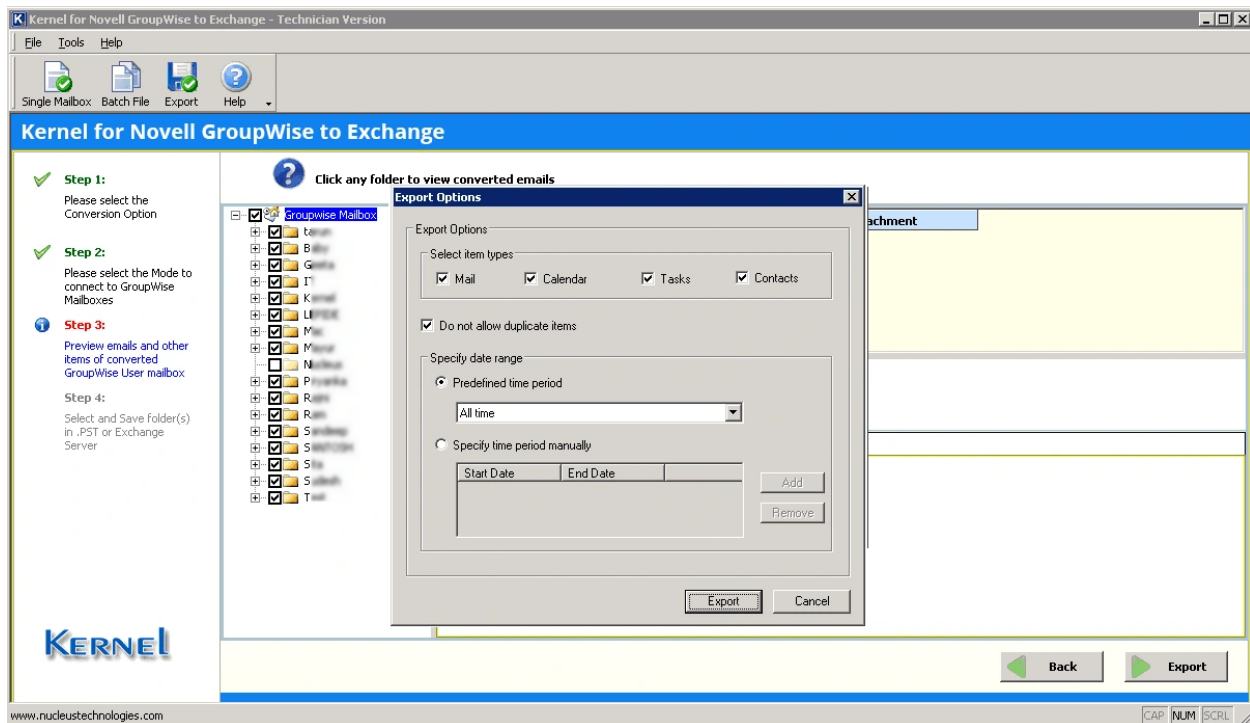 Kernel for Novell GroupWise to Exchange - Technician Version
File Tools Help
Single Mailbox Batch File Export Help
Kernel for Novell GroupWise to Exchange
Step 1:
Please select the
Conversion Option
Step 2:
Please select the Mode to
connect to GroupWise
Mailboxes
Step 3:
Preview emails and other
items of converted
GroupWise User mailbox
Step 4:
Select and Save folder(s)
in .PST or Exchange
Server
KERNEL
Click any folder to view converted emails
Groupwise Mailbox
achment
Export Options
Export Options
Select item types
Mail Calendar Tasks Contacts
Do not allow duplicate items
Specify date range
Predefined time period
All time
Specify time period manually
Start Date End Date
Add
Remove
Export Cancel
Back Export
www.nucleustechnologies.com
CAP NUM SCRL